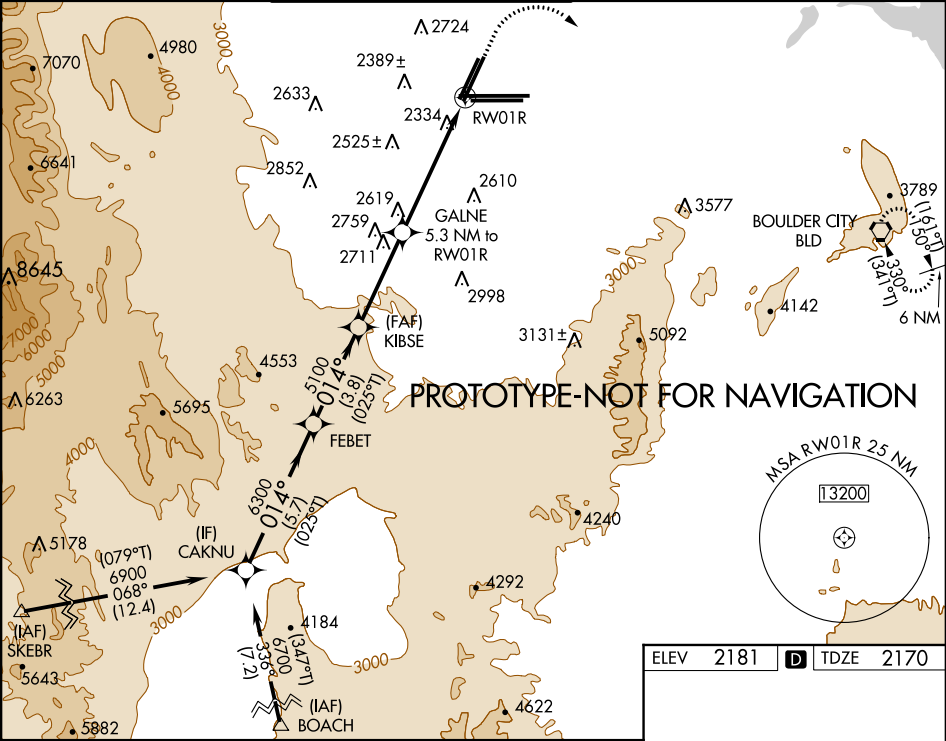 2724
4980
3000
7070
2389±
4000
2633
2334
RW01R
2525±
6641
2852
3789
2619
2610
3577
GALNE
5.3 NM to
RW01R
BOULDER CITY
BLD
(161°T)
150°
2759
2711
330°
(341°T)
8645
2998
3000
4142
6 NM
(FAF)
KIBSE
7000
6000
3131±
5092
5000
4553
5100
014°
(3.8)
(025°T)
PROTOTYPE-NOT FOR NAVIGATION
6263
5695
FEBET
4000
MSA RW01R 25 NM
13200
6300
014°
(5.7)
(025°T)
4240
(IF)
CAKNU
5178
(079°T)
6900
068°
(12.4)
4292
3000
(IAF)
SKEBR
4184
(347°T)
6700
336°
(7.2)
3000
ELEV 2181 D TDZE 2170
5643
(IAF)
BOACH
4622
5882